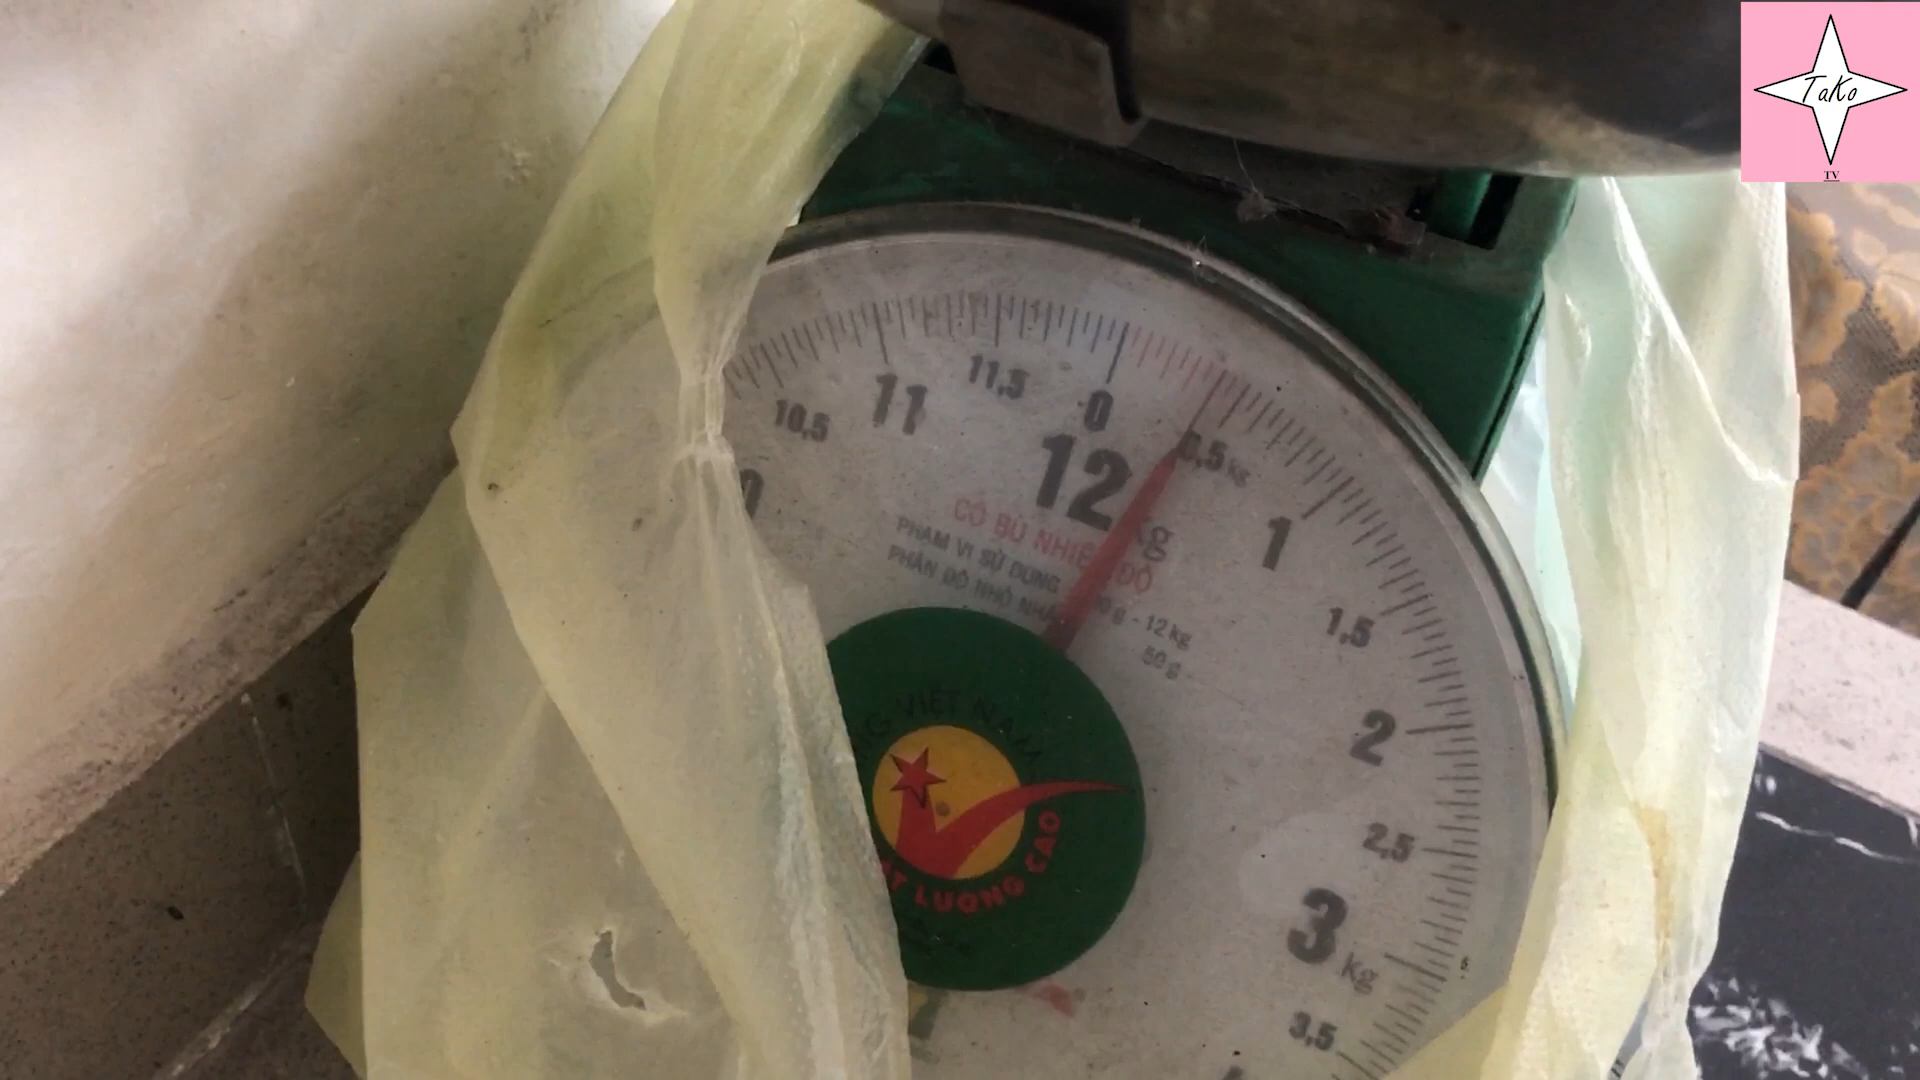 TaKo
TV
10,5
11
11,5
0
0,5 kg
1
1,5
2
2,5
3 kg
3,5
12 kg
CÓ BÙ NHIỆT ĐỘ
PHẠM VI SỬ DỤNG g - 12 kg
PHÂN ĐỘ NHỎ NHẤT 50 g
VIỆT NAM
LƯỢNG CAO